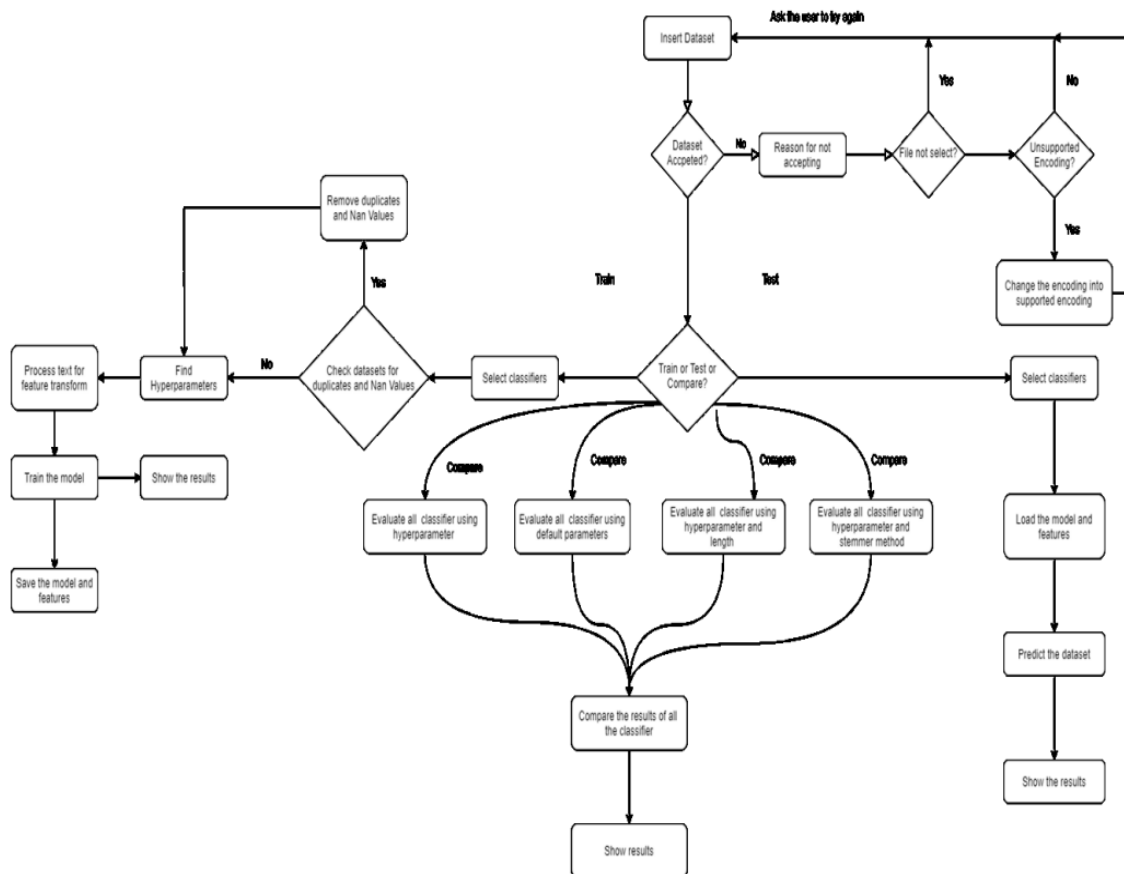 Ask the user to try again
Insert Dataset
Yes
No
Dataset
Accpeted?
No
Reason for not
accepting
File not select?
Unsupported
Encoding?
Remove duplicates
and Nan Values
Yes
Yes
Train
Test
Change the encoding into
supported encoding
Process text for
feature transform
Find
Hyperparameters
No
Check datasets for
duplicates and Nan Values
Select classifiers
Train or Test or
Compare?
Select classifiers
Train the model
Show the results
Compare
Compare
Compare
Compare
Evaluate all classifier using
hyperparameter
Evaluate all classifier using
default parameters
Evaluate all classifier using
hyperparameter and
length
Evaluate all classifier using
hyperparameter and
stemmer method
Load the model and
features
Save the model and
features
Predict the dataset
Compare the results of all
the classifier
Show the results
Show results